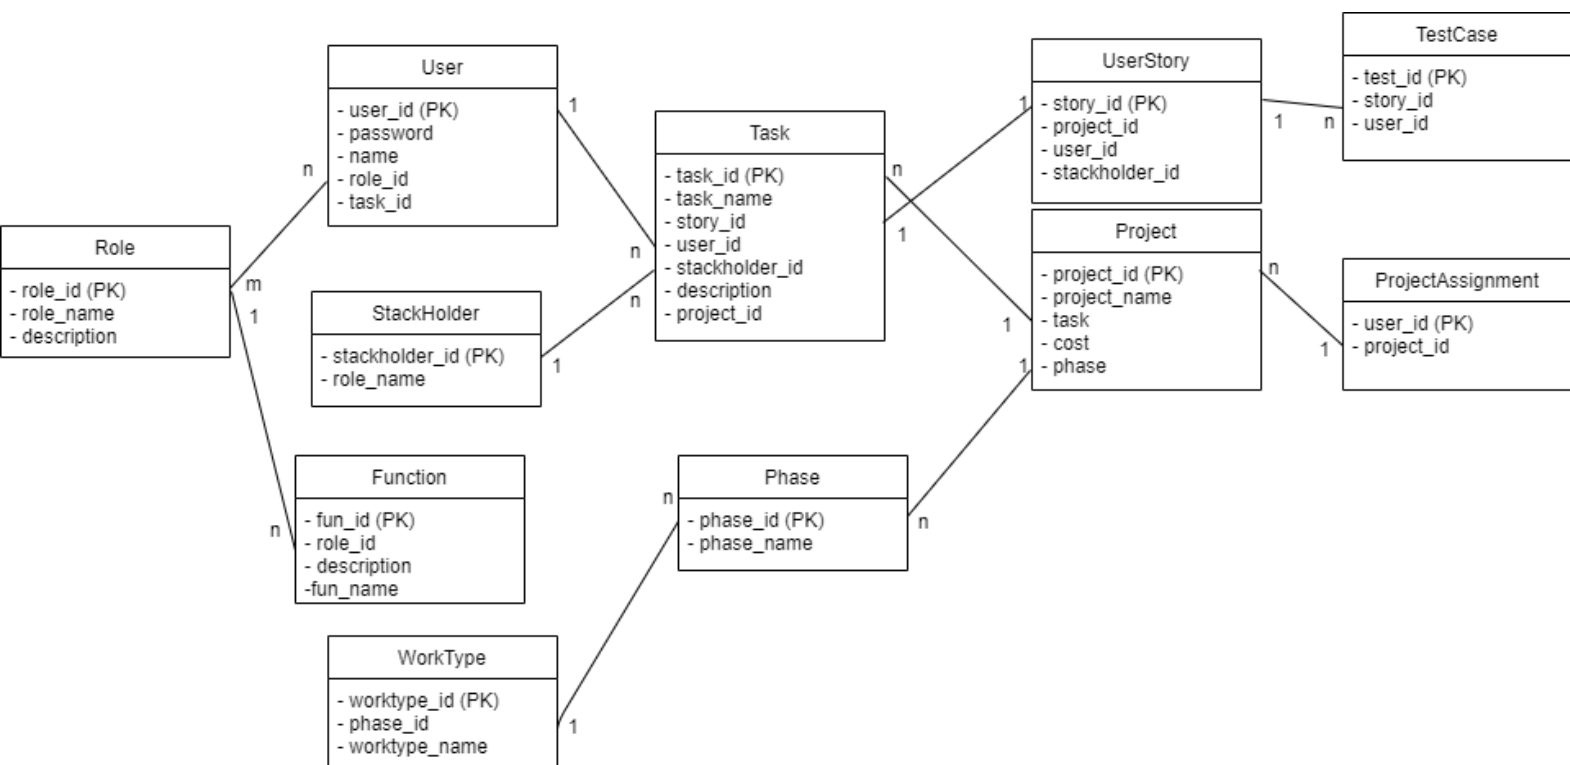 User
- user_id (PK)
- password
- name
- role_id
- task_id
1
n
Role
- role_id (PK)
- role_name
- description
m
1
StackHolder
- stackholder_id (PK)
- role_name
1
Function
- fun_id (PK)
- role_id
- description
-fun_name
n
WorkType
- worktype_id (PK)
- phase_id
- worktype_name
1
Task
- task_id (PK)
- task_name
- story_id
- user_id
- stackholder_id
- description
- project_id
n
n
n
1
Phase
- phase_id (PK)
- phase_name
n
n
UserStory
- story_id (PK)
- project_id
- user_id
- stackholder_id
1
1
Project
- project_id (PK)
- project_name
- task
- cost
- phase
1
1
n
TestCase
- test_id (PK)
- story_id
- user_id
n
ProjectAssignment
- user_id (PK)
- project_id
1